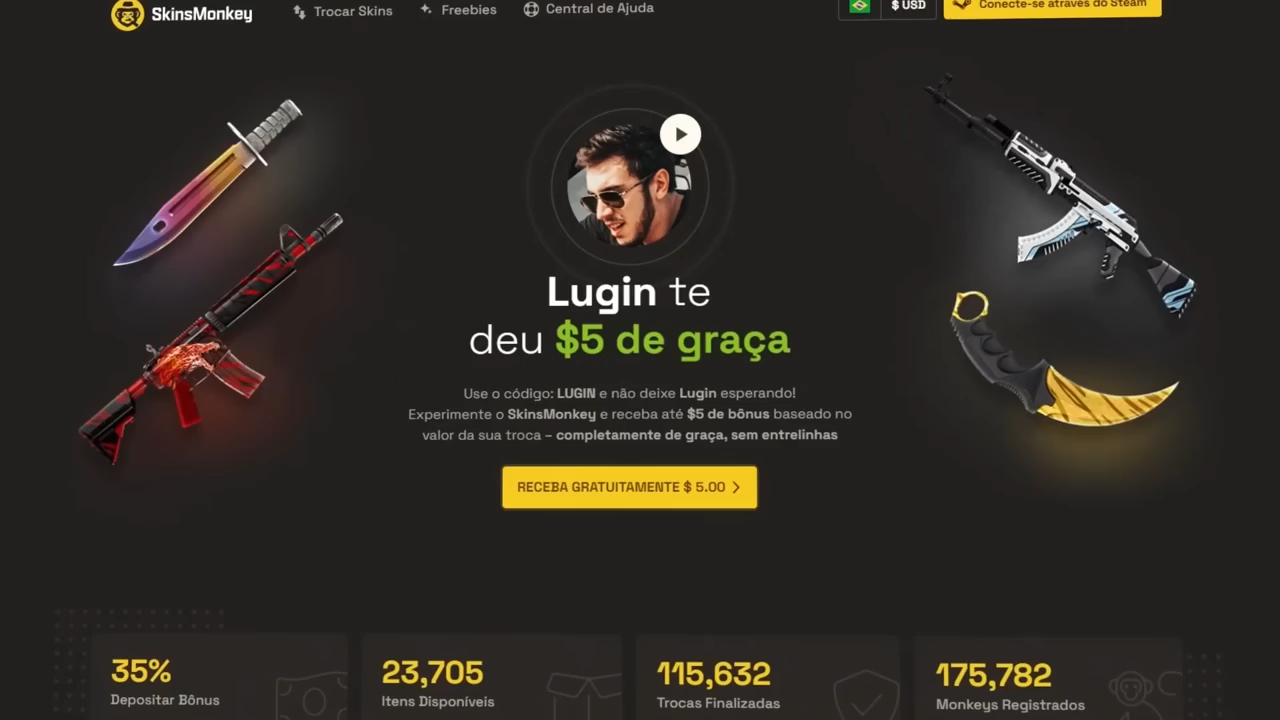 SkinsMonkey
Trocar Skins
Freebies
Central de Ajuda
$ USD
Conecte-se através do Steam
Lugin te
deu $5 de graça
Use o código: LUGIN e não deixe Lugin esperando!
Experimente o SkinsMonkey e receba até $5 de bônus baseado no
valor da sua troca – completamente de graça, sem entrelinhas
RECEBA GRATUITAMENTE $ 5.00
35%
Depositar Bônus
23,705
Itens Disponíveis
115,632
Trocas Finalizadas
175,782
Monkeys Registrados